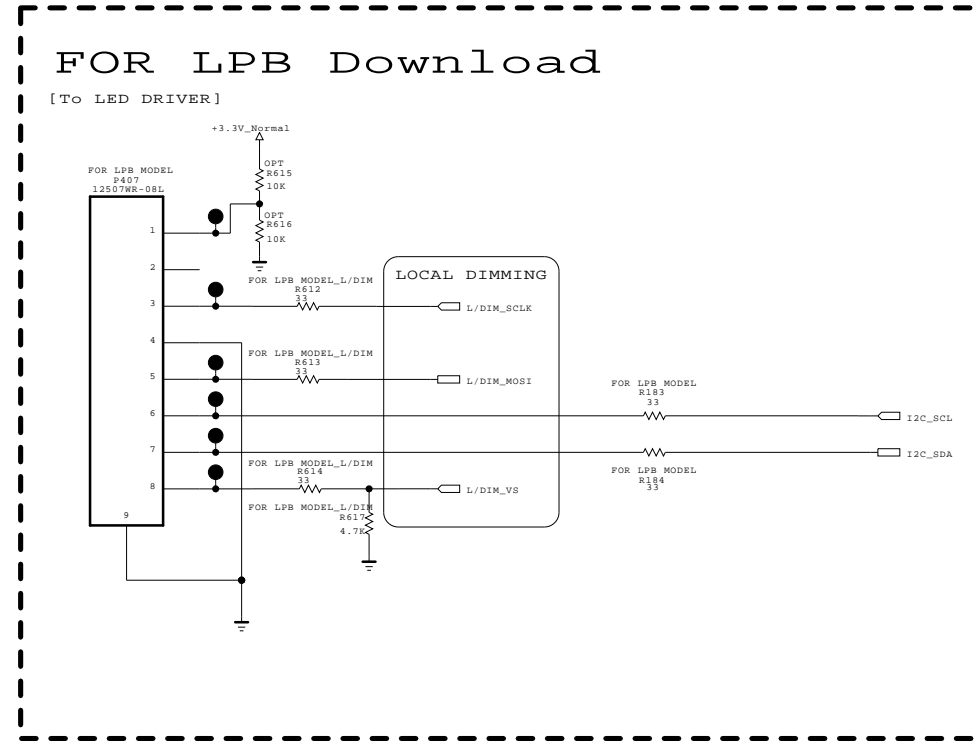 FOR LPB Download
[To LED DRIVER]
+3.3V_Normal
OPT
R615
10K
FOR LPB MODEL
P407
12507WR-08L
OPT
R616
10K
1
2
3
4
5
6
7
8
9
LOCAL DIMMING
FOR LPB MODEL_L/DIM
R612
33
L/DIM_SCLK
FOR LPB MODEL_L/DIM
R613
33
L/DIM_MOSI
FOR LPB MODEL
R183
33
I2C_SCL
I2C_SDA
FOR LPB MODEL
R184
33
FOR LPB MODEL_L/DIM
R614
33
L/DIM_VS
FOR LPB MODEL_L/DIM
R617
4.7K